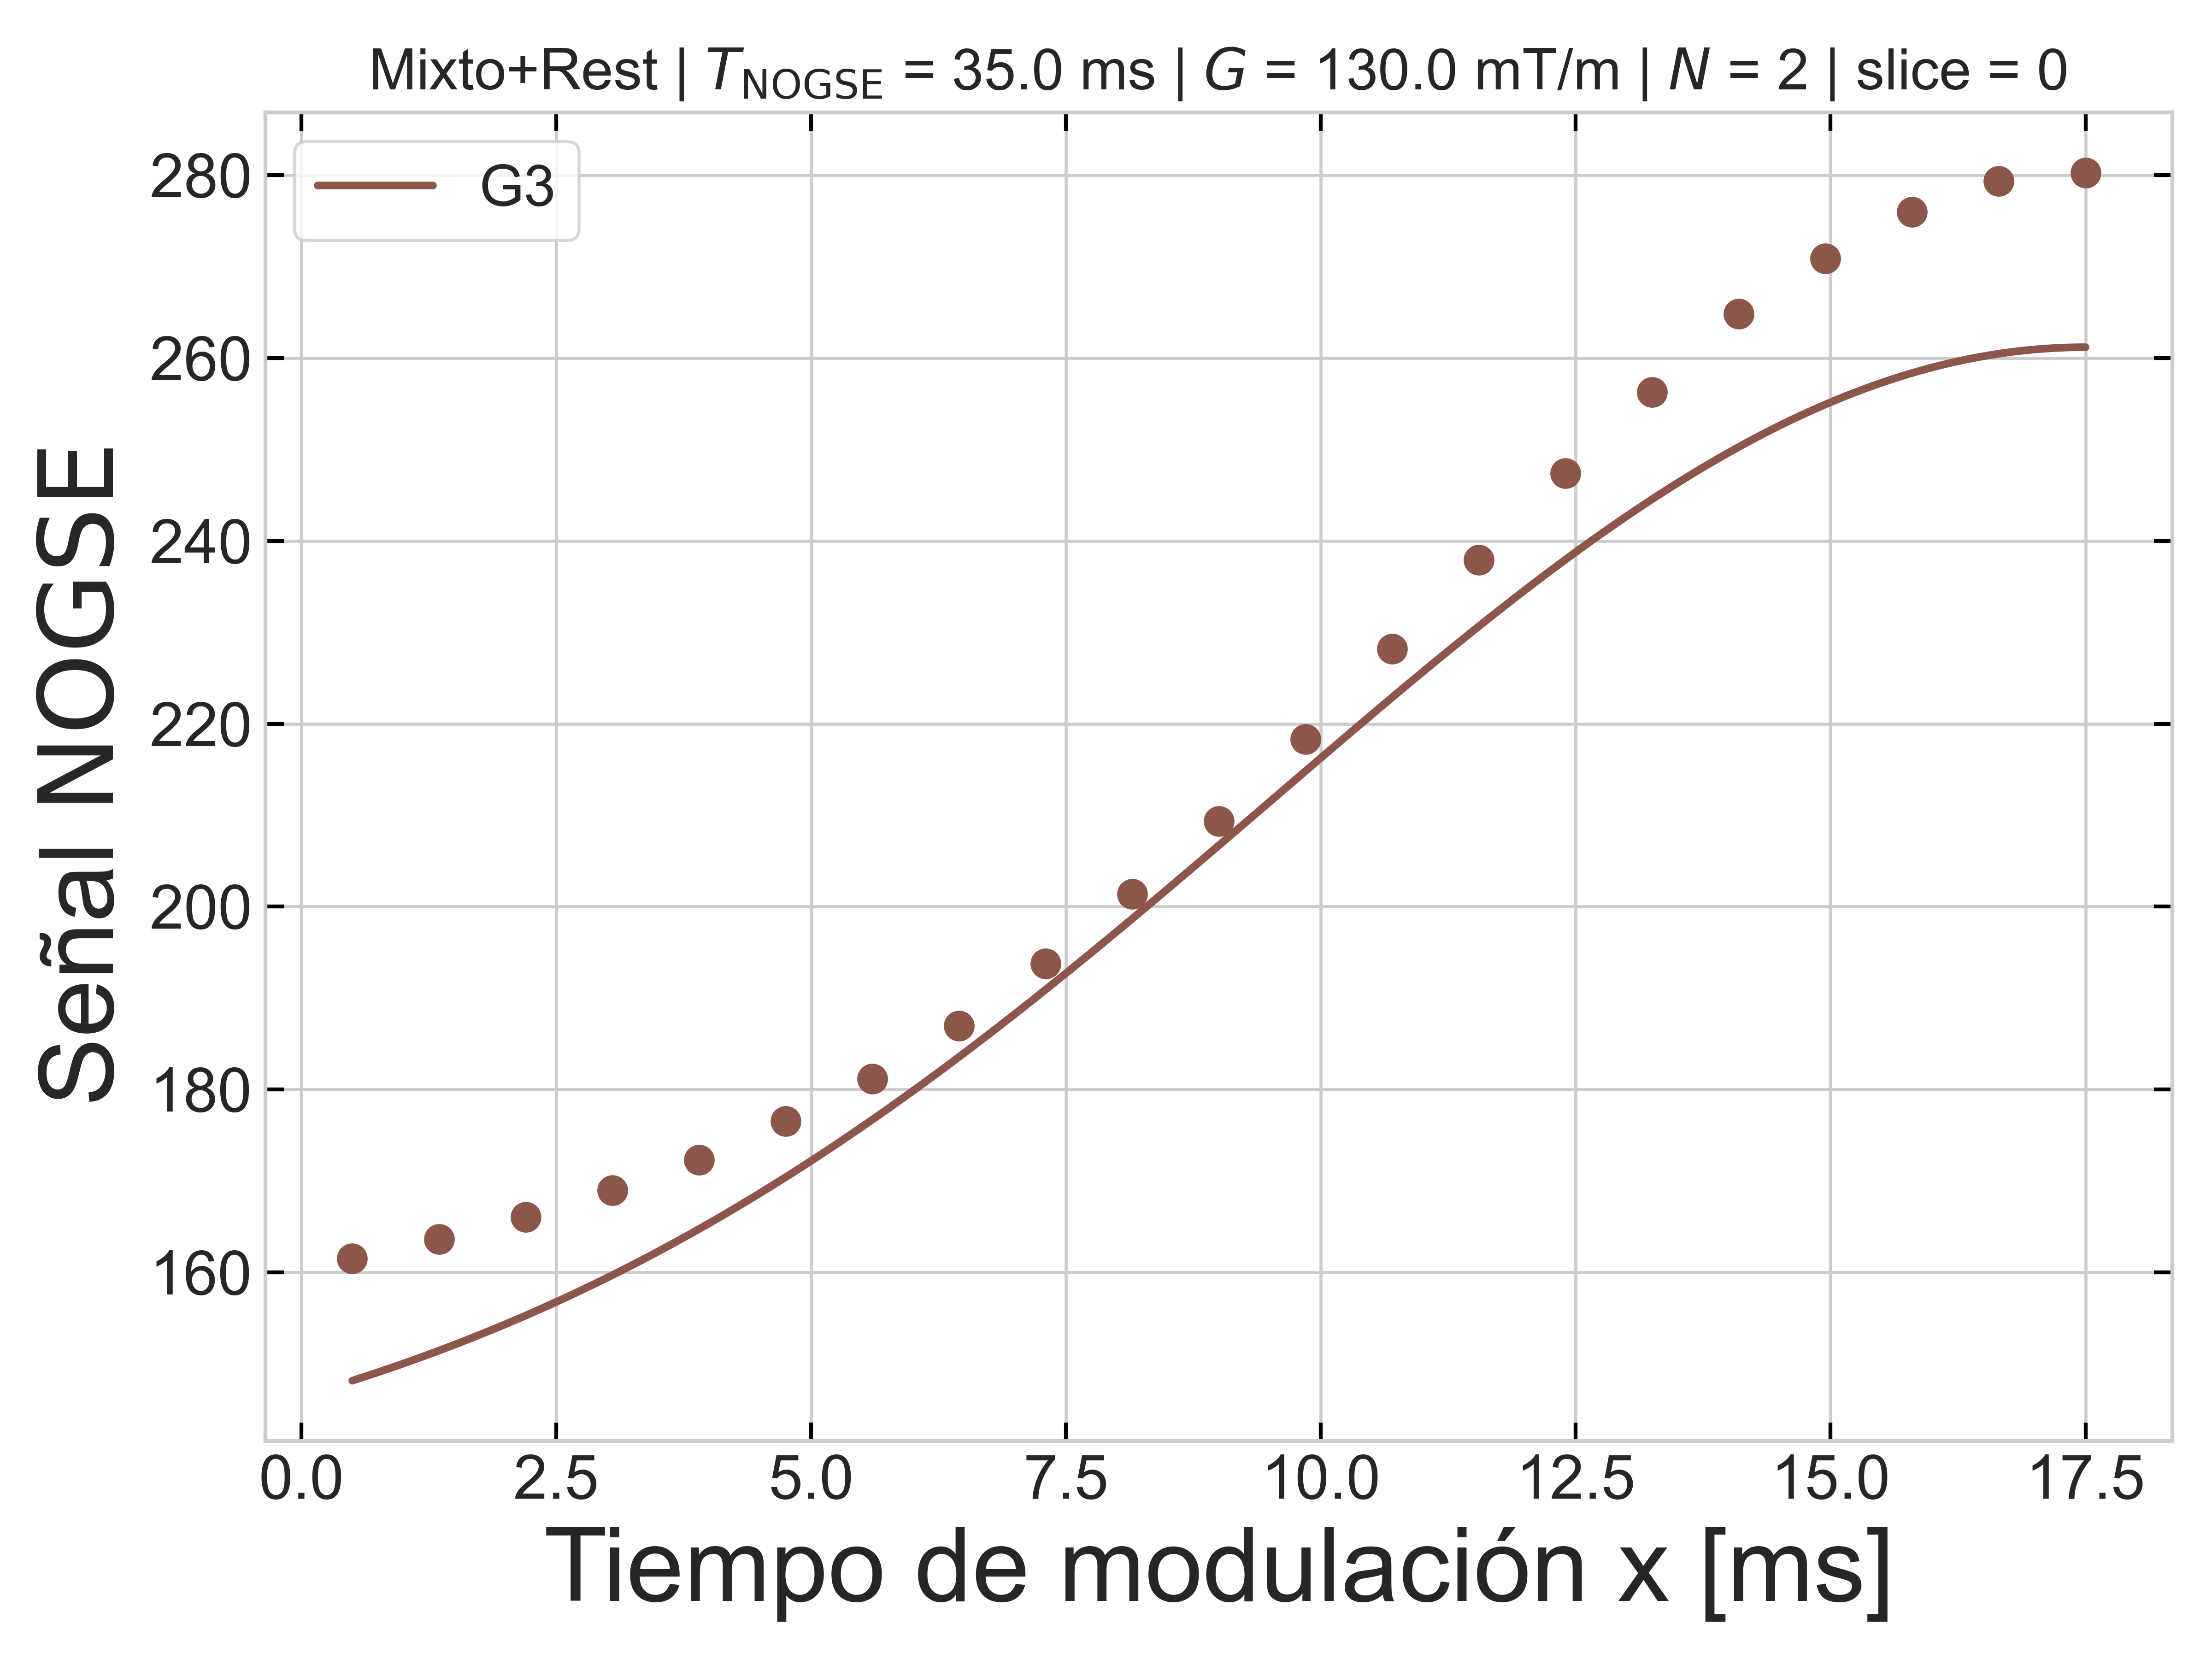 Mixto+Rest | T_NOGSE = 35.0 ms | G = 130.0 mT/m | N = 2 | slice = 0
G3
280
260
240
220
200
180
160
Señal NOGSE
0.0 2.5 5.0 7.5 10.0 12.5 15.0 17.5
Tiempo de modulación x [ms]